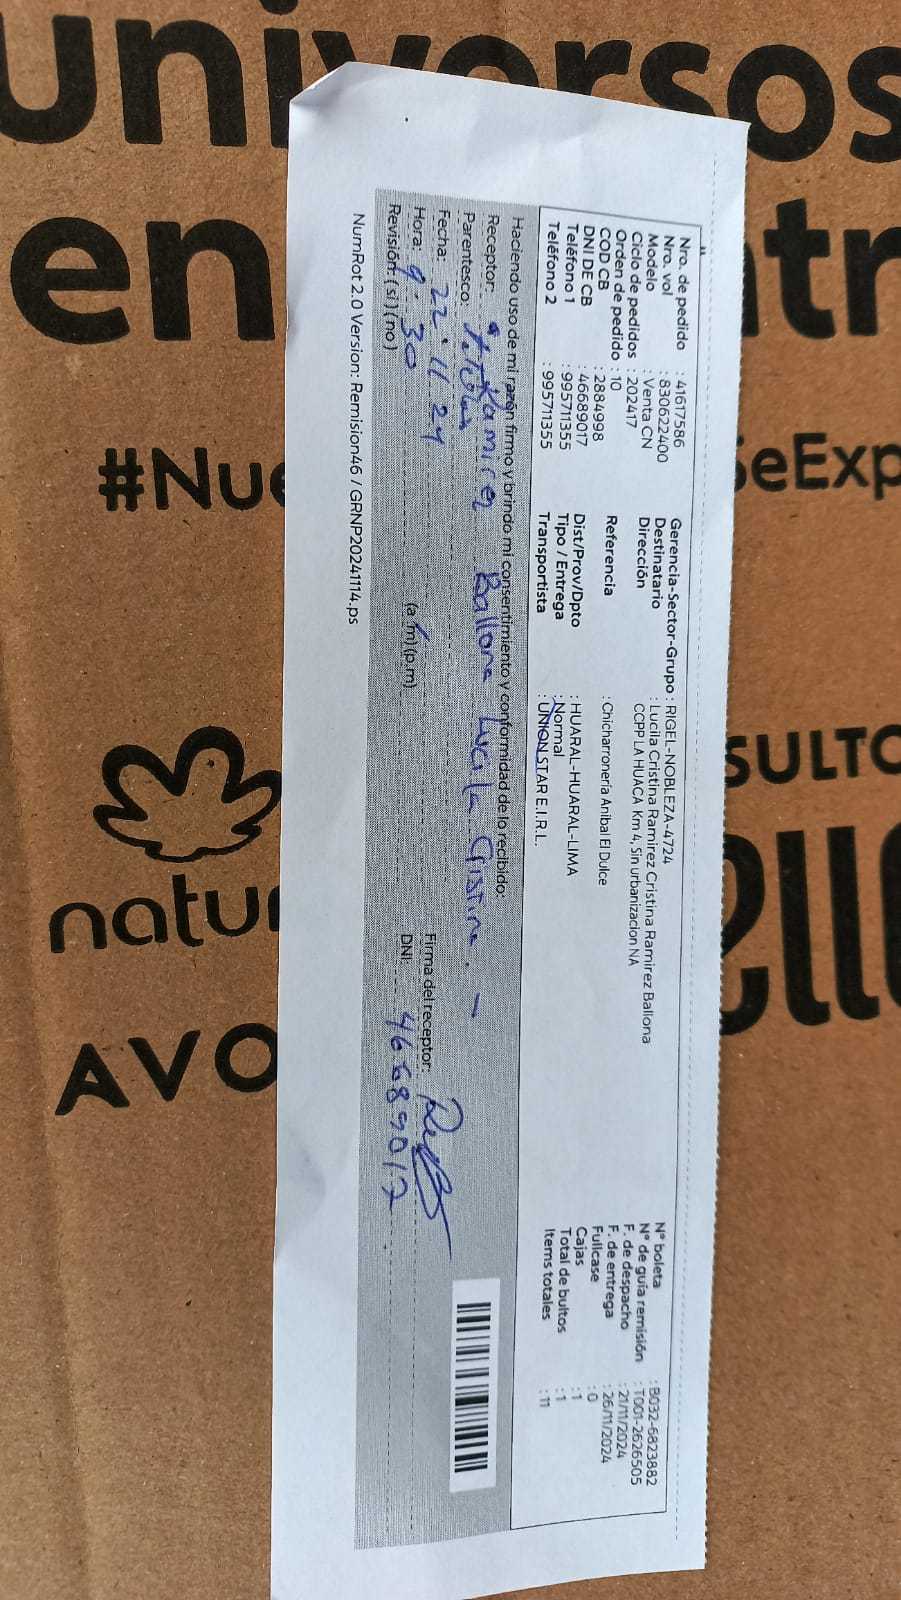 universos
en
#Nue
SeExp
SULTO
natur
AVO
Nro. de pedido : 41617586
Nro. vol : 830622400
Modelo : Venta CN
Ciclo de pedidos : 202417
Orden de pedido : 10
COD CB : 2884998
DNI DE CB : 46689017
Teléfono 1 : 995711355
Teléfono 2 : 995711355
Gerencia-Sector-Grupo : RIGEL-NOBLEZA-4724
Destinatario : Lucila Cristina Ramirez Cristina Ramirez Ballona
Dirección CCPP LA HUACA Km 4, Sin urbanizacion NA
Referencia : Chicharronería Anibal El Dulce
Dist/Prov/Dpto : HUARAL-HUARAL-LIMA
Tipo / Entrega : Normal
Transportista : UNION STAR E.I.R.L.
N° boleta : B032-6823882
N° de guía remisión : T001-2626505
F. de despacho : 21/11/2024
F. de entrega : 26/11/2024
Fullcase : 0
Cajas : 1
Total de bultos : 1
Items totales : 11
Haciendo uso de mi razón firmo y brindo mi consentimiento y conformidad de lo recibido:
Receptor: Ramirez Ballona Lucila Cristina. -
Parentesco: titular
Fecha: 22.11.24
Hora: 9.30 (a.m) (p.m)
Revisión: (si) (no)
Firma del receptor:
DNI: 46689017
NumRot 2.0 Version: Remision46 / GRNP20241114.ps